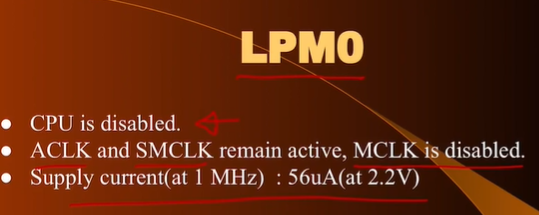 LPM0
• CPU is disabled.
• ACLK and SMCLK remain active, MCLK is disabled.
• Supply current(at 1 MHz) : 56uA(at 2.2V)